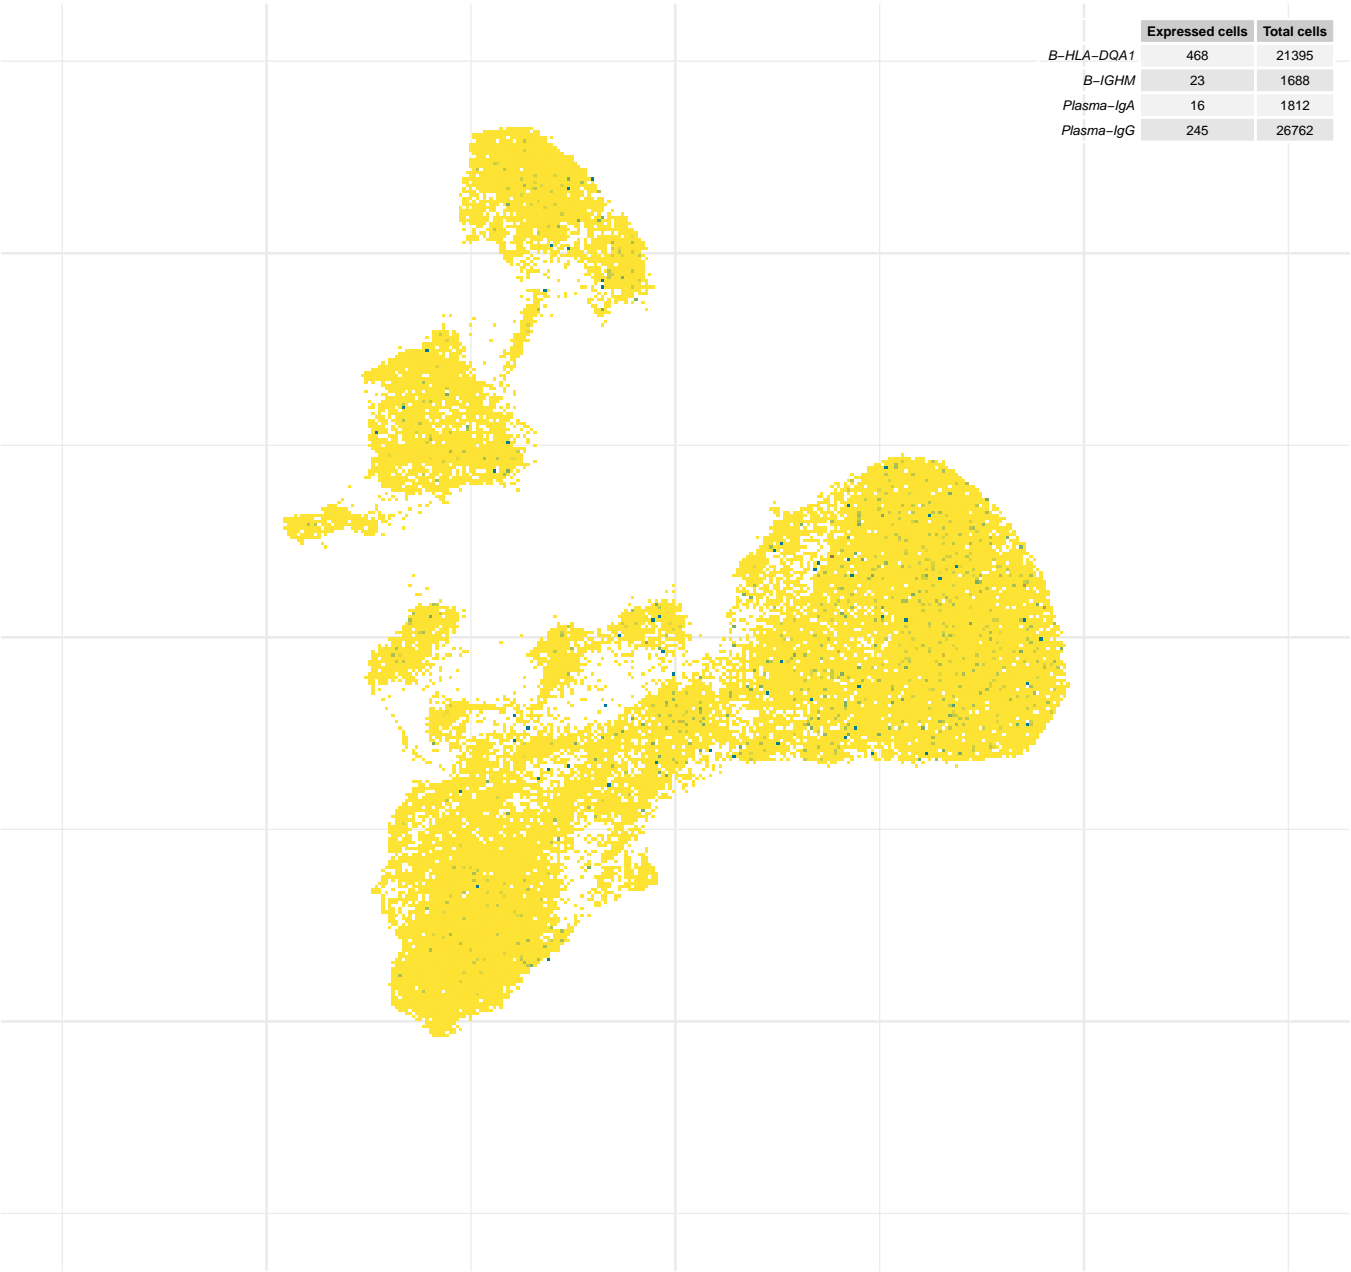 Expressed cells Total cells
B−HLA−DQA1 468 21395
B−IGHM 23 1688
Plasma−IgA 16 1812
Plasma−IgG 245 26762